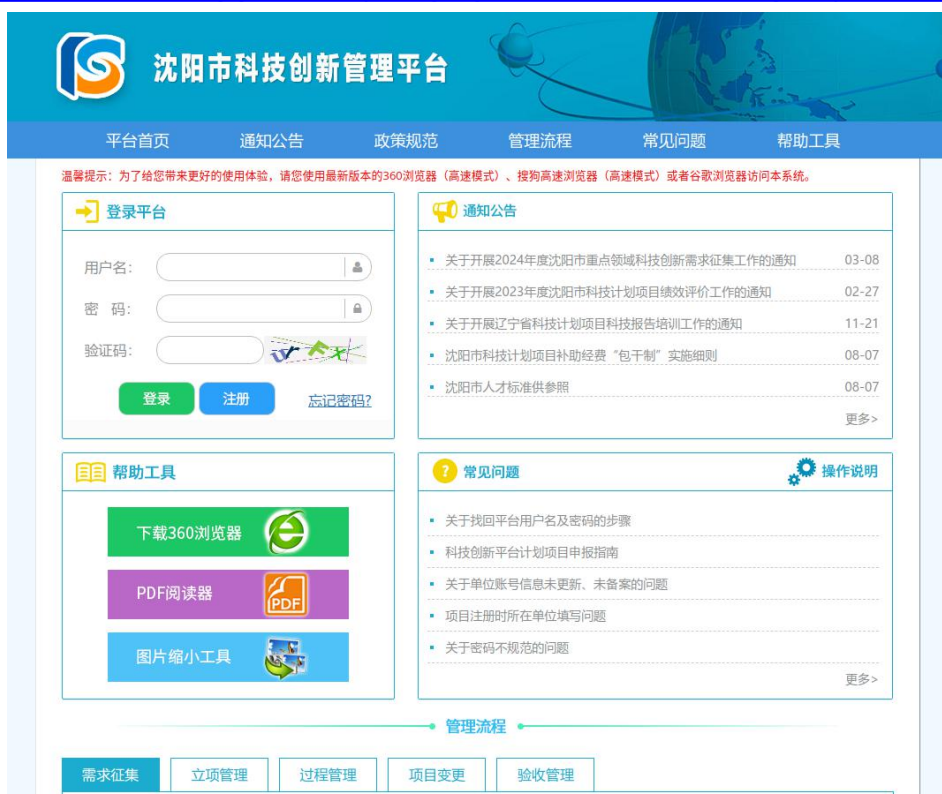 沈阳市科技创新管理平台
平台首页 通知公告 政策规范 管理流程 常见问题 帮助工具
温馨提示：为了给您带来更好的使用体验，请您使用最新版本的360浏览器（高速模式）、搜狗高速浏览器（高速模式）或者谷歌浏览器访问本系统。
登录平台
用户名：
密 码：
验证码：
登录 注册 忘记密码?
通知公告
关于开展2024年度沈阳市重点领域科技创新需求征集工作的通知 03-08
关于开展2023年度沈阳市科技计划项目绩效评价工作的通知 02-27
关于开展辽宁省科技计划项目科技报告培训工作的通知 11-21
沈阳市科技计划项目补助经费“包干制”实施细则 08-07
沈阳市人才标准供参照 08-07
更多>
帮助工具
下载360浏览器
PDF阅读器
PDF
图片缩小工具
常见问题 操作说明
关于找回平台用户名及密码的步骤
科技创新平台计划项目申报指南
关于单位账号信息未更新、未备案的问题
项目注册时所在单位填写问题
关于密码不规范的问题
更多>
管理流程
需求征集 立项管理 过程管理 项目变更 验收管理